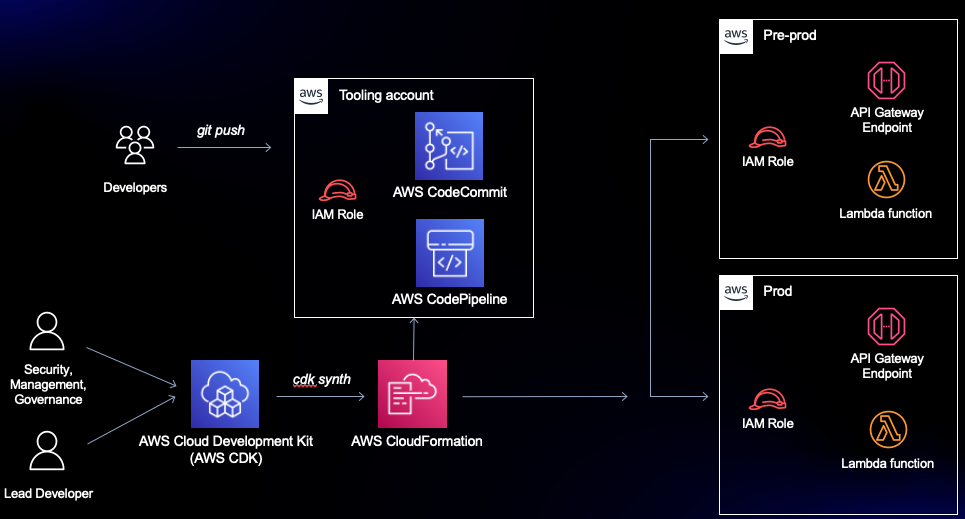 aws
Pre-prod
API Gateway
Endpoint
IAM Role
Lambda function
aws
Tooling account
git push
AWS CodeCommit
Developers
IAM Role
AWS CodePipeline
aws
Prod
API Gateway
Endpoint
IAM Role
Lambda function
Security,
Management,
Governance
cdk synth
AWS Cloud Development Kit
(AWS CDK)
AWS CloudFormation
Lead Developer